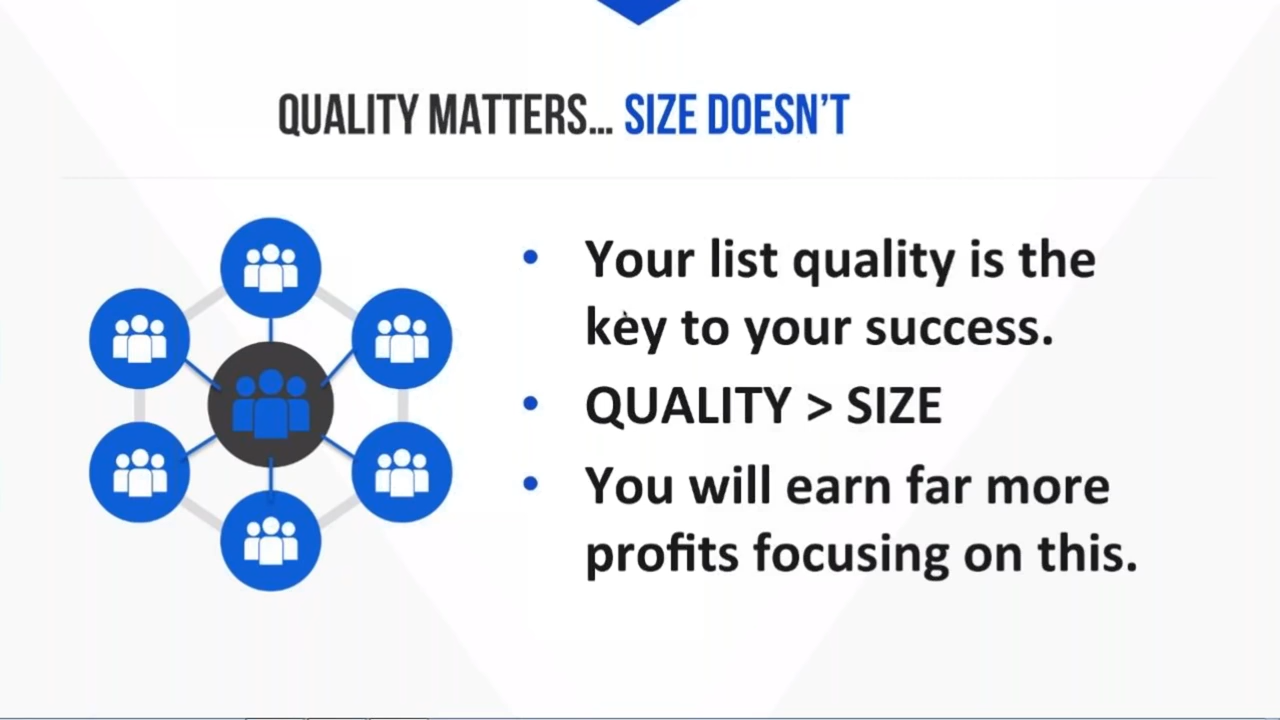 QUALITY MATTERS... SIZE DOESN'T
• Your list quality is the
key to your success.
• QUALITY > SIZE
• You will earn far more
profits focusing on this.